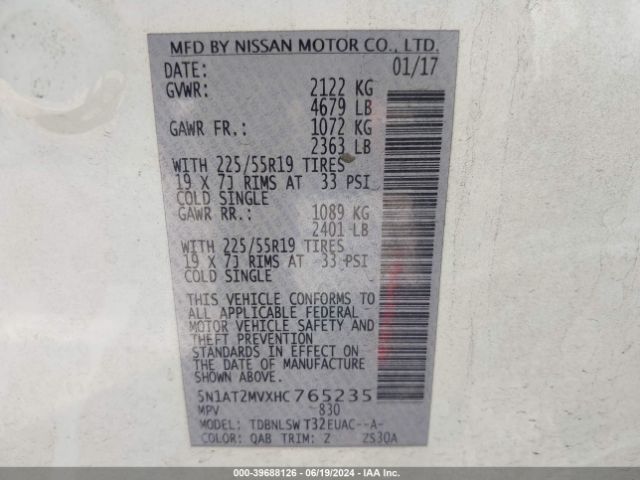 MFD BY NISSAN MOTOR CO., LTD.
DATE: 01/17
GVWR: 2122 KG
4679 LB
GAWR FR.: 1072 KG
2363 LB
WITH 225/55R19 TIRES
19 X 7J RIMS AT 33 PSI
COLD SINGLE
GAWR RR.: 1089 KG
2401 LB
WITH 225/55R19 TIRES
19 X 7J RIMS AT 33 PSI
COLD SINGLE
THIS VEHICLE CONFORMS TO
ALL APPLICABLE FEDERAL
MOTOR VEHICLE SAFETY AND
THEFT PREVENTION
STANDARDS IN EFFECT ON
THE DATE OF MANUFACTURE
SHOWN ABOVE.
5N1AT2MVXHC765235
MPV -830
MODEL: TDBNLSW T32EUAC--A-
COLOR: QAB TRIM: Z ZS30A
000-39688126 - 06/19/2024 - IAAI.com